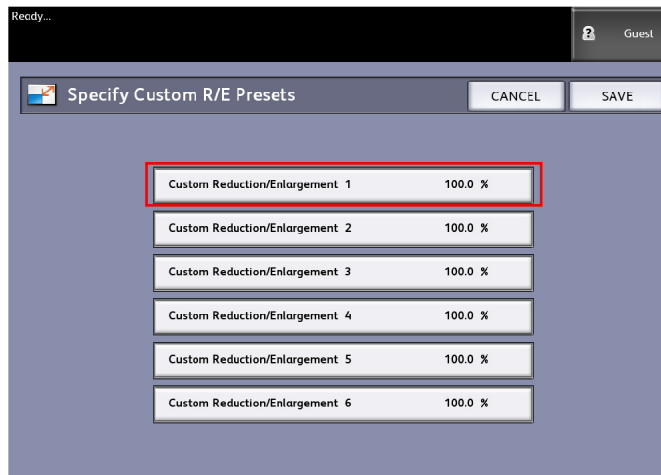 Ready...
Guest
Specify Custom R/E Presets CANCEL SAVE
Custom Reduction/Enlargement 1 100.0 %
Custom Reduction/Enlargement 2 100.0 %
Custom Reduction/Enlargement 3 100.0 %
Custom Reduction/Enlargement 4 100.0 %
Custom Reduction/Enlargement 5 100.0 %
Custom Reduction/Enlargement 6 100.0 %